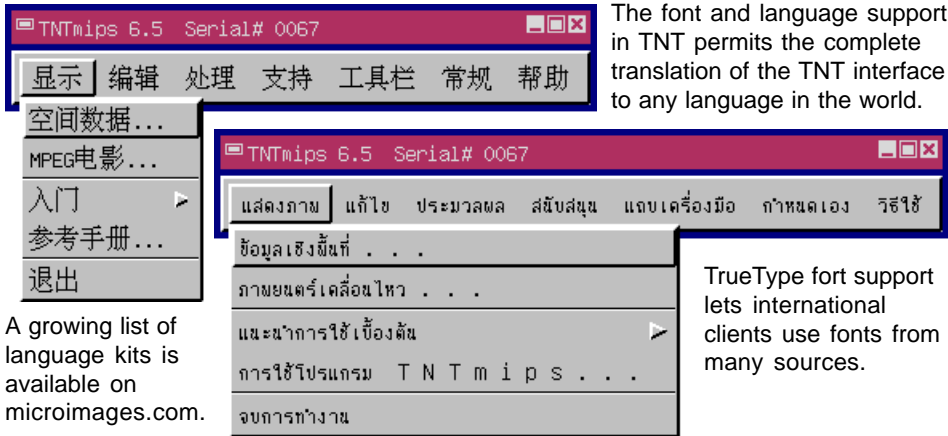 TNTmips 6.5 Serial# 0067
显示 编辑 处理 支持 工具栏 常规 帮助
空间数据...
MPEG电影...
入门
参考手册...
退出
The font and language support
in TNT permits the complete
translation of the TNT interface
to any language in the world.
TNTmips 6.5 Serial# 0067
แสดงภาพ แก้ไข ประมวลผล สนับสนุน แถบเครื่องมือ กำหนดเอง วิธีใช้
ข้อมูลเชิงพื้นที่ . . .
ภาพยนตร์เคลื่อนไหว . . .
แนะนำการใช้เบื้องต้น
การใช้โปรแกรม TNTmips...
จบการทำงาน
A growing list of
language kits is
available on
microimages.com.
TrueType fort support
lets international
clients use fonts from
many sources.